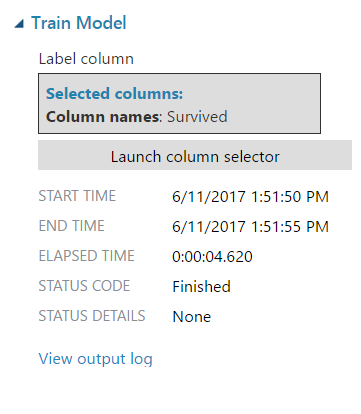 Train Model
Label column
Selected columns:
Column names: Survived
Launch column selector
START TIME 6/11/2017 1:51:50 PM
END TIME 6/11/2017 1:51:55 PM
ELAPSED TIME 0:00:04.620
STATUS CODE Finished
STATUS DETAILS None
View output log